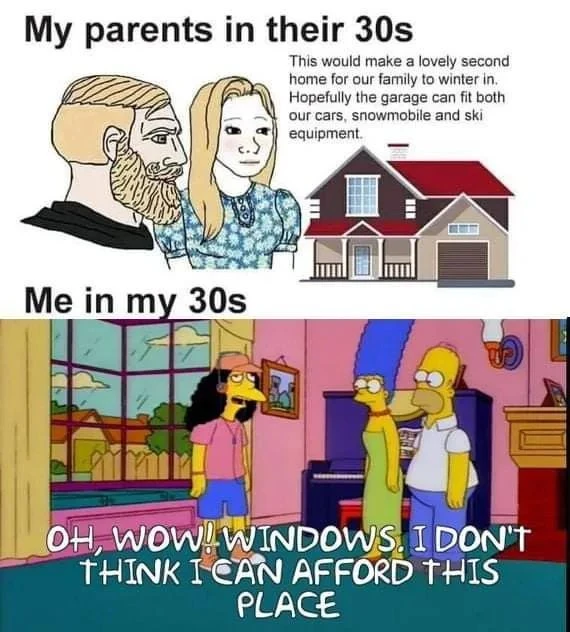 My parents in their 30s
This would make a lovely second
home for our family to winter in.
Hopefully the garage can fit both
our cars, snowmobile and ski
equipment.
Me in my 30s
OH, WOW! WINDOWS. I DON'T
THINK I CAN AFFORD THIS
PLACE